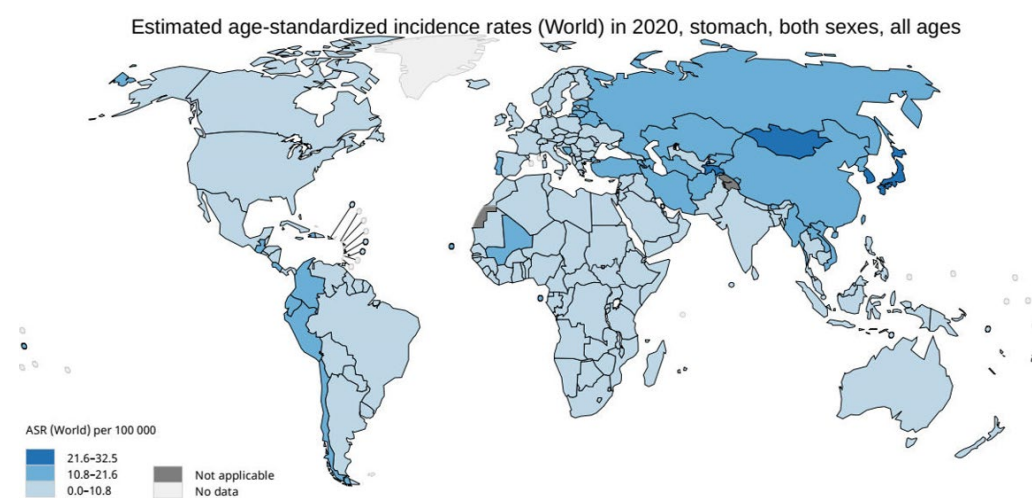 Estimated age-standardized incidence rates (World) in 2020, stomach, both sexes, all ages
ASR (World) per 100 000
21.6–32.5
10.8–21.6
0.0–10.8
Not applicable
No data